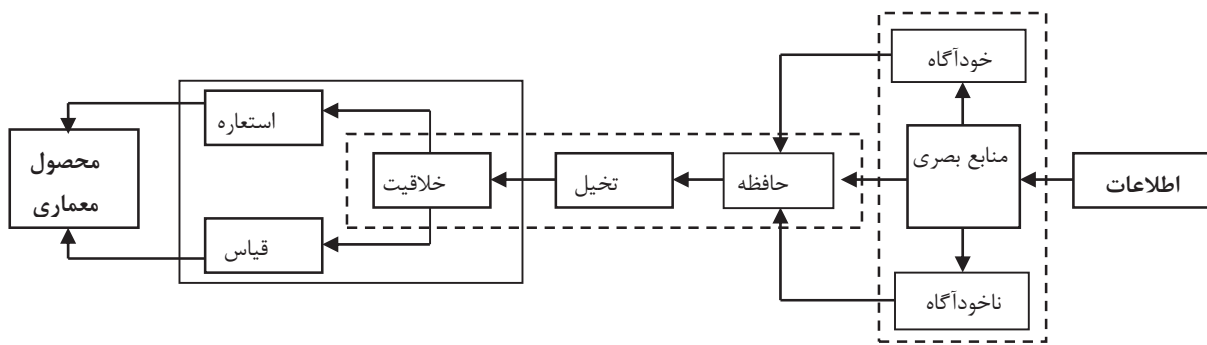 اطلاعات
منابع بصری
خودآگاه
ناخودآگاه
حافظه
تخیل
خلاقیت
استعاره
قیاس
محصول
معماری